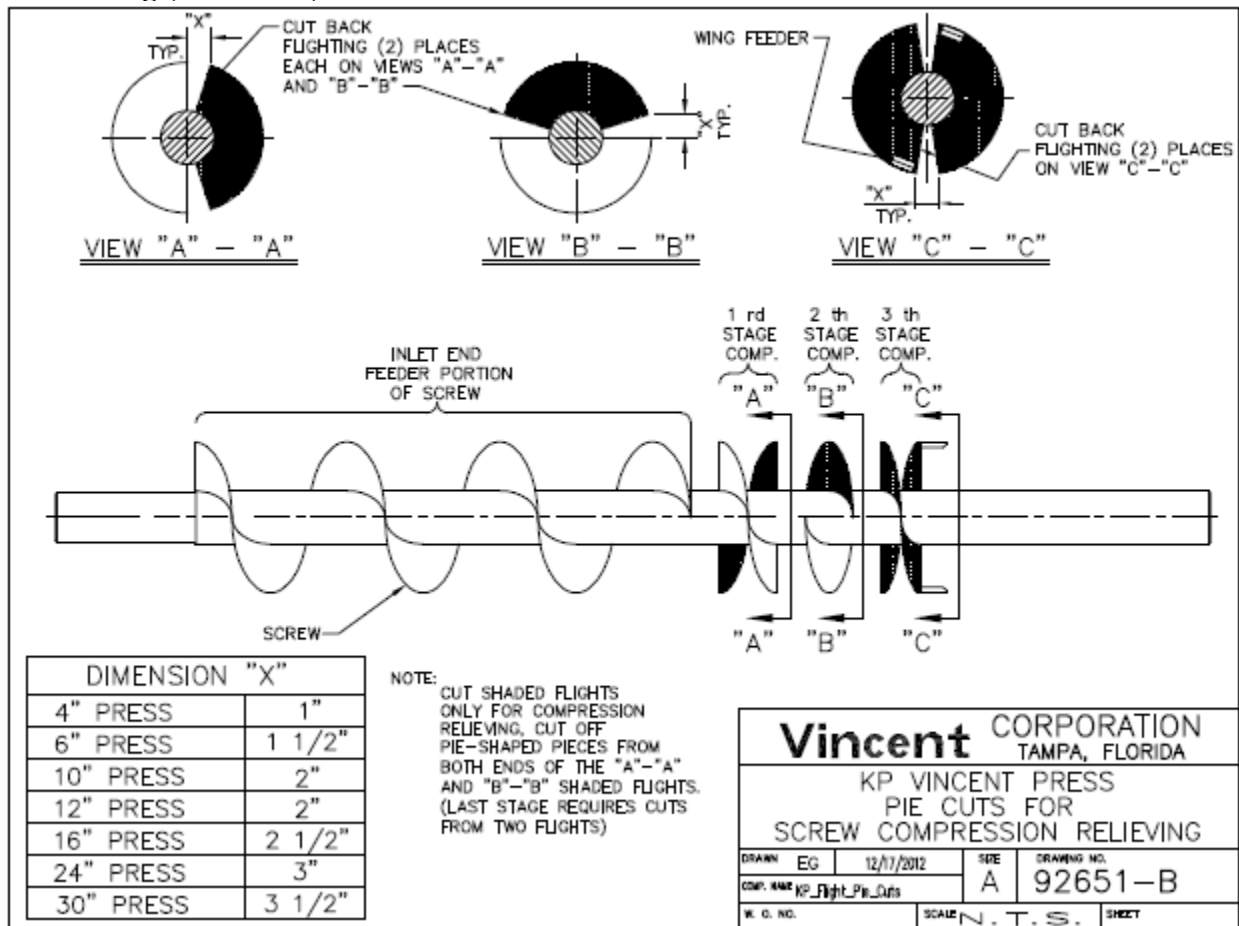 "X"
TYP.
CUT BACK
FLIGHTING (2) PLACES
EACH ON VIEWS "A"-"A"
AND "B"-"B"
"X"
TYP.
WING FEEDER
CUT BACK
FLIGHTING (2) PLACES
ON VIEW "C"-"C"
"X"
TYP.
VIEW "A" - "A"
VIEW "B" - "B"
VIEW "C" - "C"
INLET END
FEEDER PORTION
OF SCREW
1 rd
STAGE
COMP.
2 th
STAGE
COMP.
3 th
STAGE
COMP.
"A"
"B"
"C"
SCREW
"A"
"B"
"C"
DIMENSION "X"
4" PRESS 1"
6" PRESS 1 1/2"
10" PRESS 2"
12" PRESS 2"
16" PRESS 2 1/2"
24" PRESS 3"
30" PRESS 3 1/2"
NOTE:
CUT SHADED FLIGHTS
ONLY FOR COMPRESSION
RELIEVING, CUT OFF
PIE-SHAPED PIECES FROM
BOTH ENDS OF THE "A"-"A"
AND "B"-"B" SHADED FLIGHTS.
(LAST STAGE REQUIRES CUTS
FROM TWO FLIGHTS)
Vincent CORPORATION
TAMPA, FLORIDA
KP VINCENT PRESS
PIE CUTS FOR
SCREW COMPRESSION RELIEVING
DRAWN EG 12/17/2012 SIZE A DRAWING NO. 92651-B
COMP. NAME KP_Flight_Pie_Cuts
W. O. NO. SCALE N.T.S. SHEET